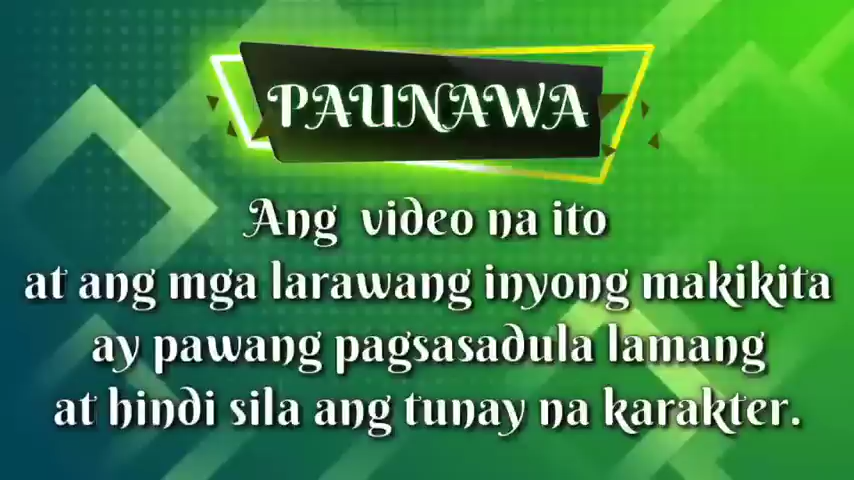 PAUNAWA
Ang video na ito
at ang mga larawang inyong makikita
ay pawang pagsasadula lamang
at hindi sila ang tunay na karakter.